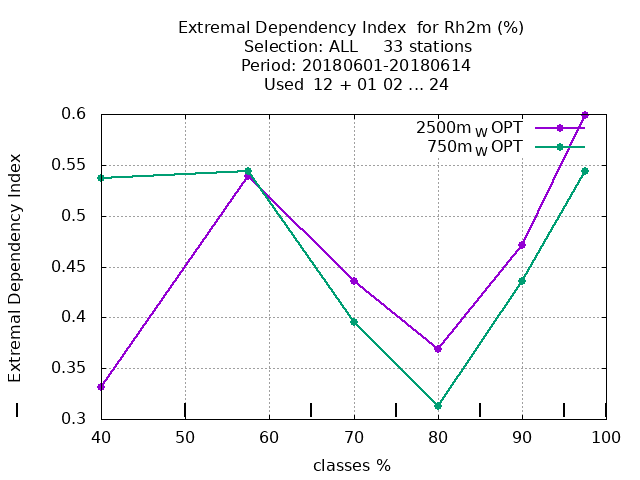 Extremal Dependency Index  for Rh2m (%)
Selection: ALL     33 stations
Period: 20180601-20180614
Used  12 + 01 02 ... 24
2500m W OPT
750m W OPT
Extremal Dependency Index
0.6
0.55
0.5
0.45
0.4
0.35
0.3
40 50 60 70 80 90 100
classes %